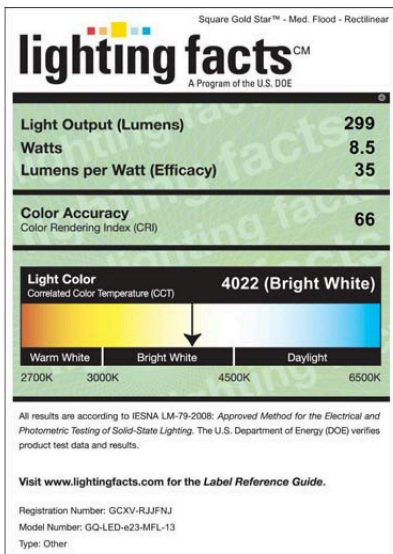 Square Gold Star™ - Med. Flood - Rectilinear
lighting facts CM
A Program of the U.S. DOE
Light Output (Lumens) 299
Watts 8.5
Lumens per Watt (Efficacy) 35
Color Accuracy 66
Color Rendering Index (CRI)
Light Color 4022 (Bright White)
Correlated Color Temperature (CCT)
Warm White Bright White Daylight
2700K 3000K 4500K 6500K
All results are according to IESNA LM-79-2008: Approved Method for the Electrical and
Photometric Testing of Solid-State Lighting. The U.S. Department of Energy (DOE) verifies
product test data and results.
Visit www.lightingfacts.com for the Label Reference Guide.
Registration Number: GCXV-RJJFNJ
Model Number: GQ-LED-e23-MFL-13
Type: Other